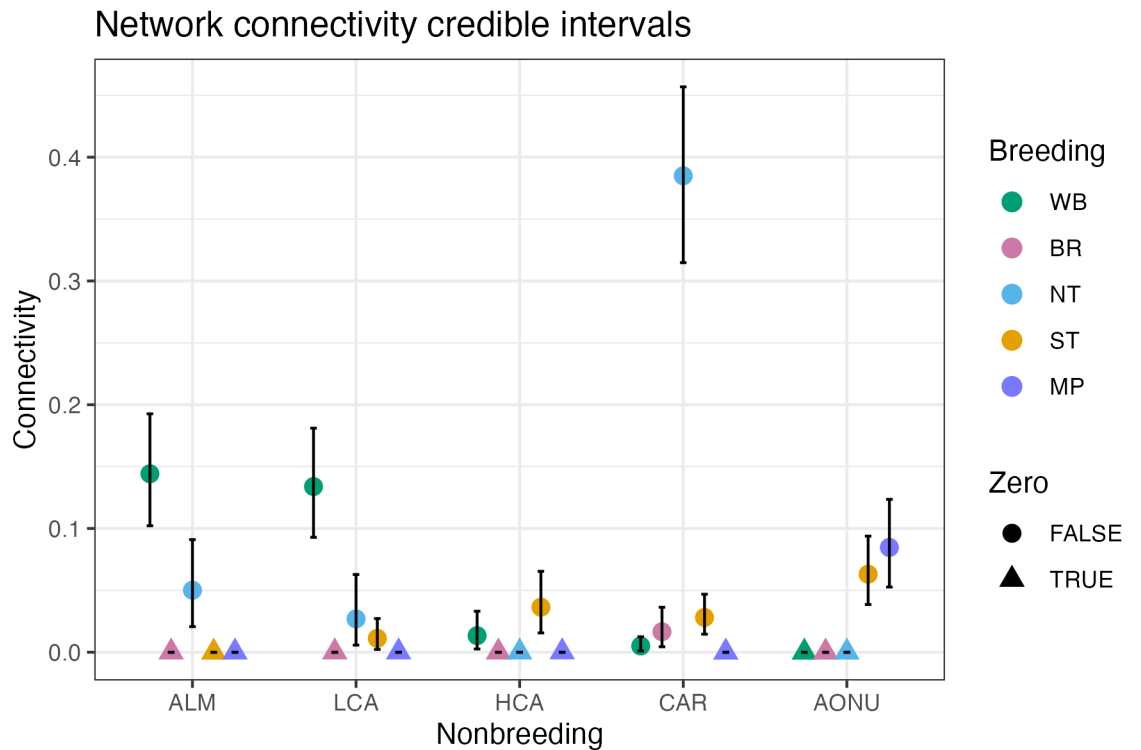 Network connectivity credible intervals
Connectivity
0.4
0.3
0.2
0.1
0.0
ALM LCA HCA CAR AONU
Nonbreeding
Breeding
WB
BR
NT
ST
MP
Zero
FALSE
TRUE